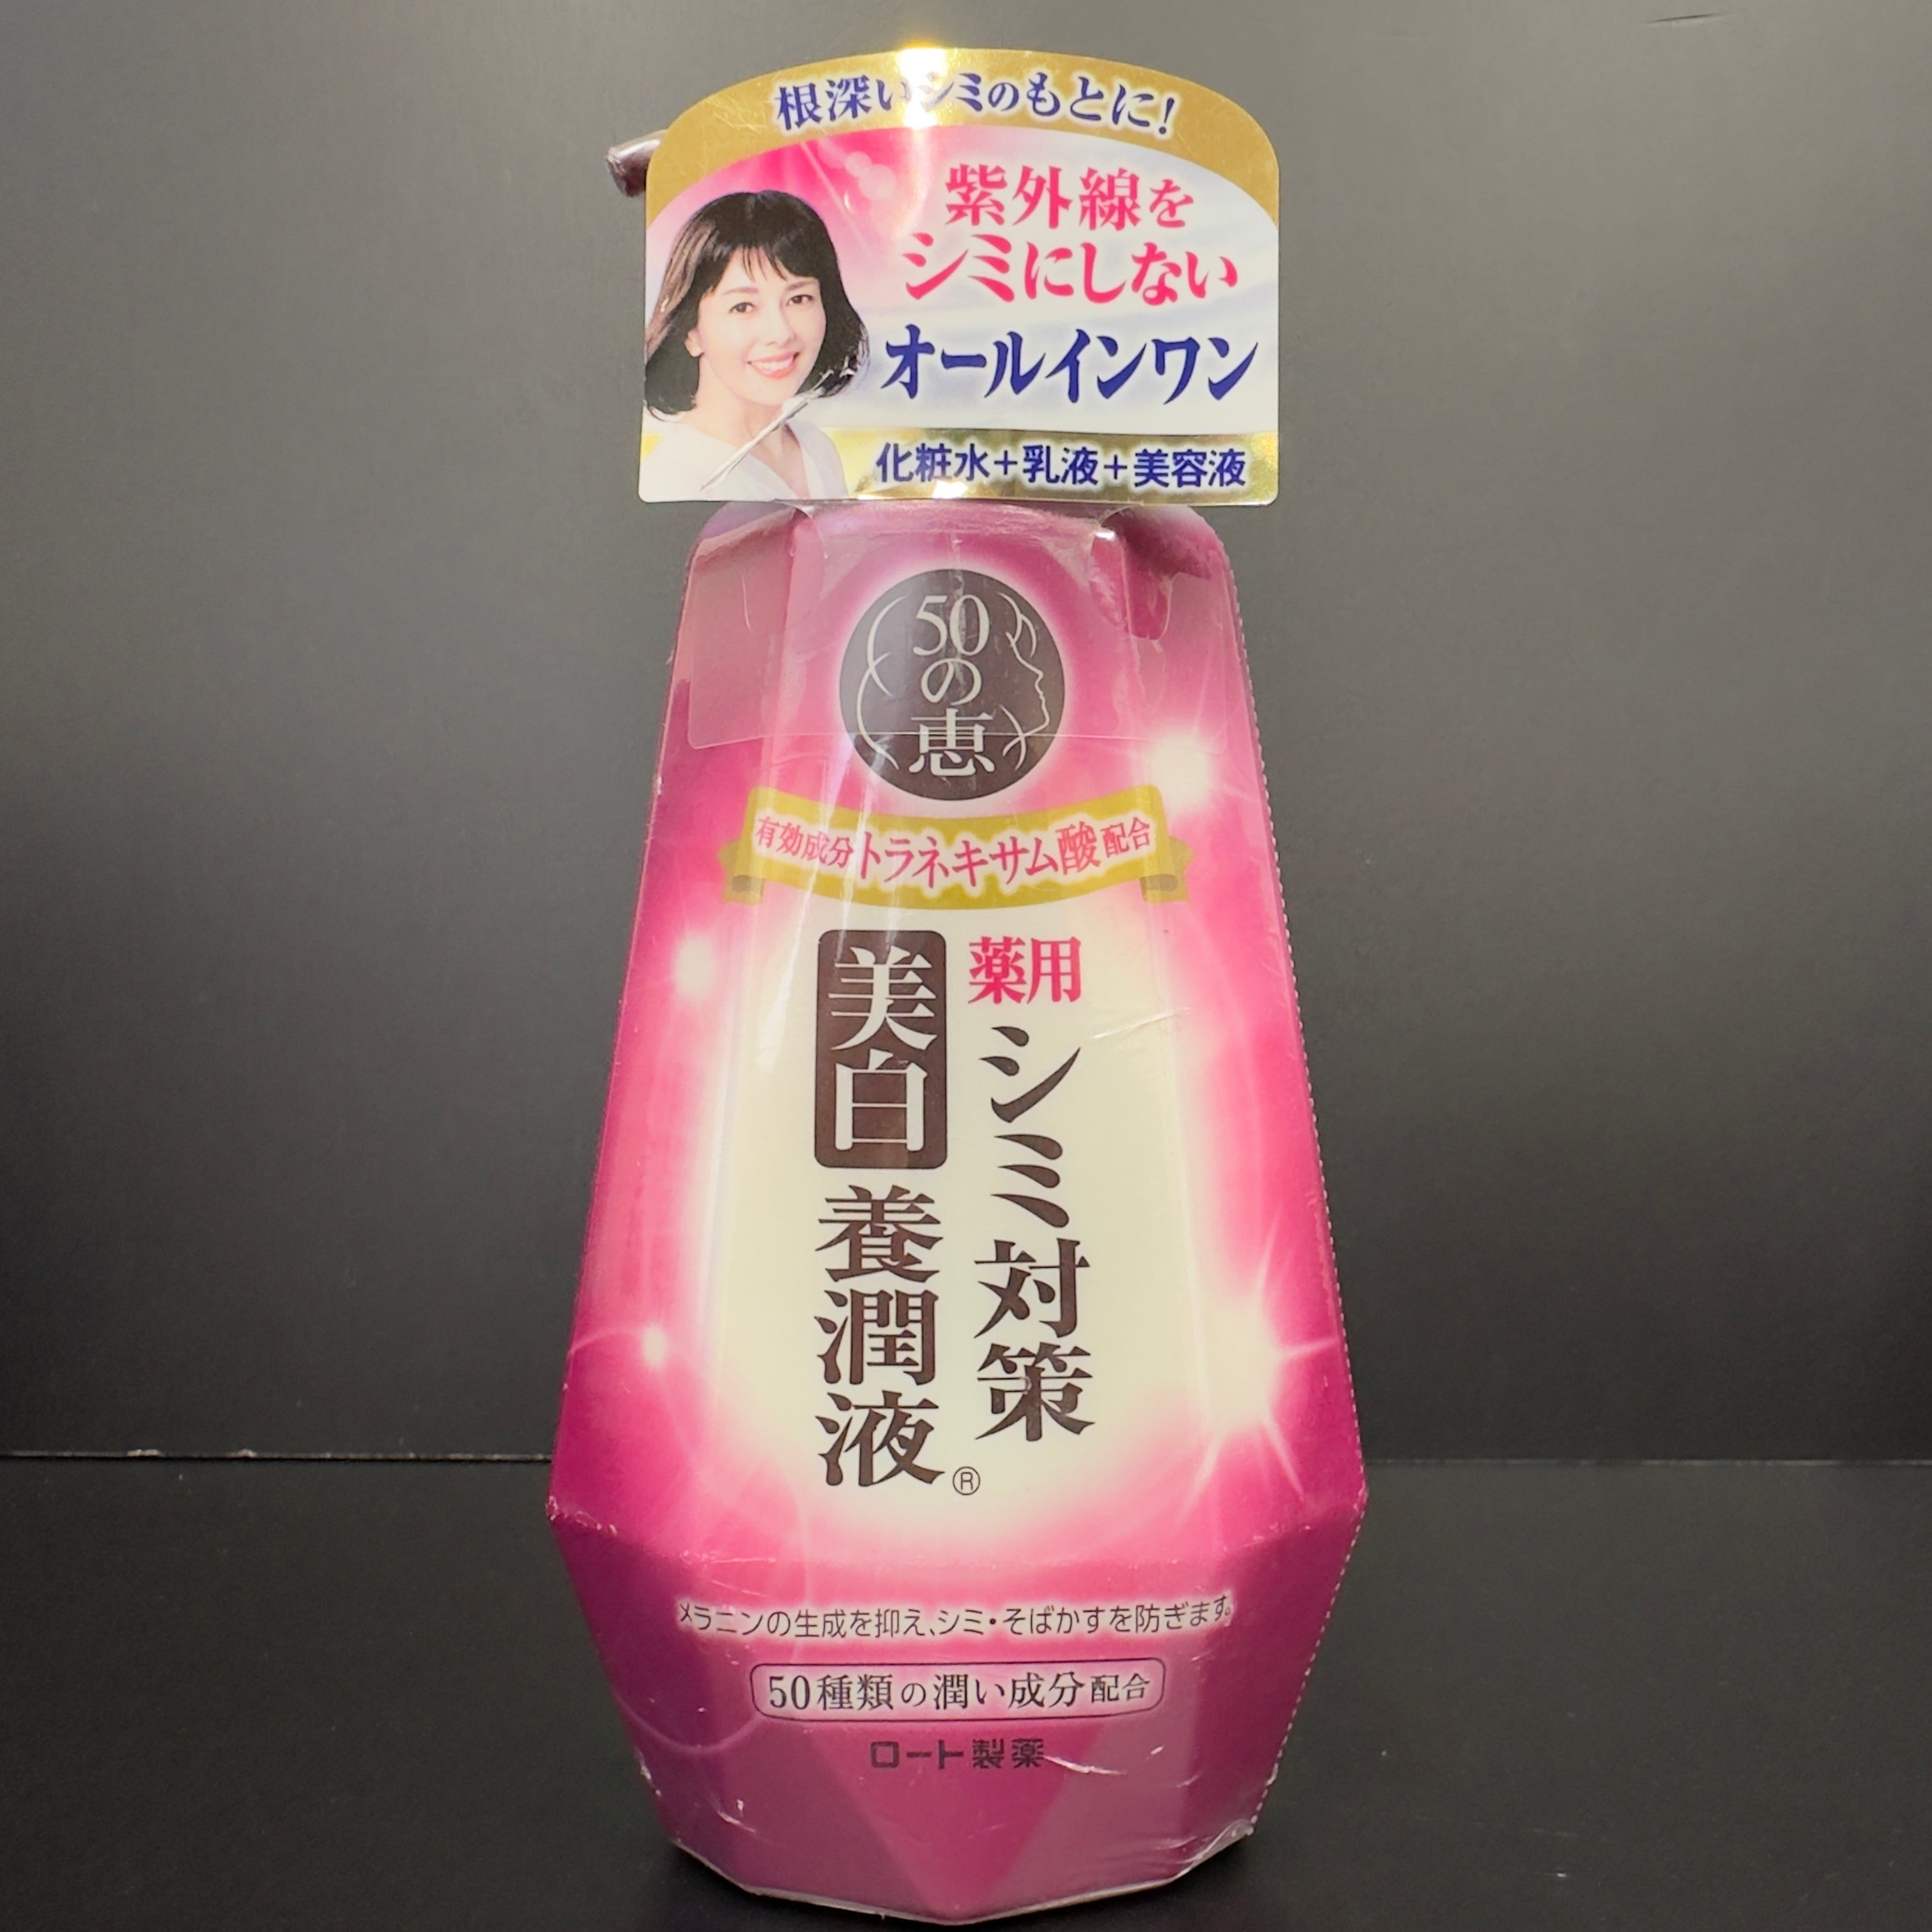 根深いシミのもとに!
紫外線を
シミにしない
オールインワン
化粧水+乳液+美容液
50
の
恵
有効成分トラネキサム酸配合
薬用シミ対策
美白養潤液®
メラニンの生成を抑え、シミ・そばかすを防ぎます。
50種類の潤い成分配合
ロート製薬